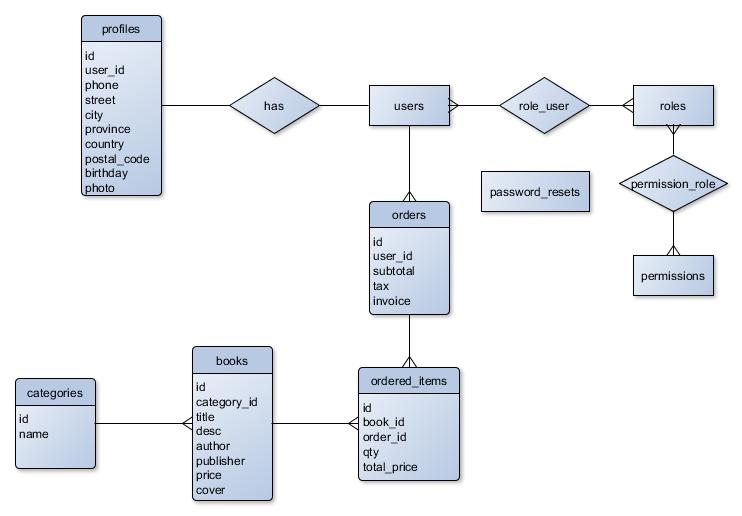 profiles
id
user_id
phone
street
city
province
country
postal_code
birthday
photo
has
users
role_user
roles
password_resets
permission_role
permissions
orders
id
user_id
subtotal
tax
invoice
categories
id
name
books
id
category_id
title
desc
author
publisher
price
cover
ordered_items
id
book_id
order_id
qty
total_price